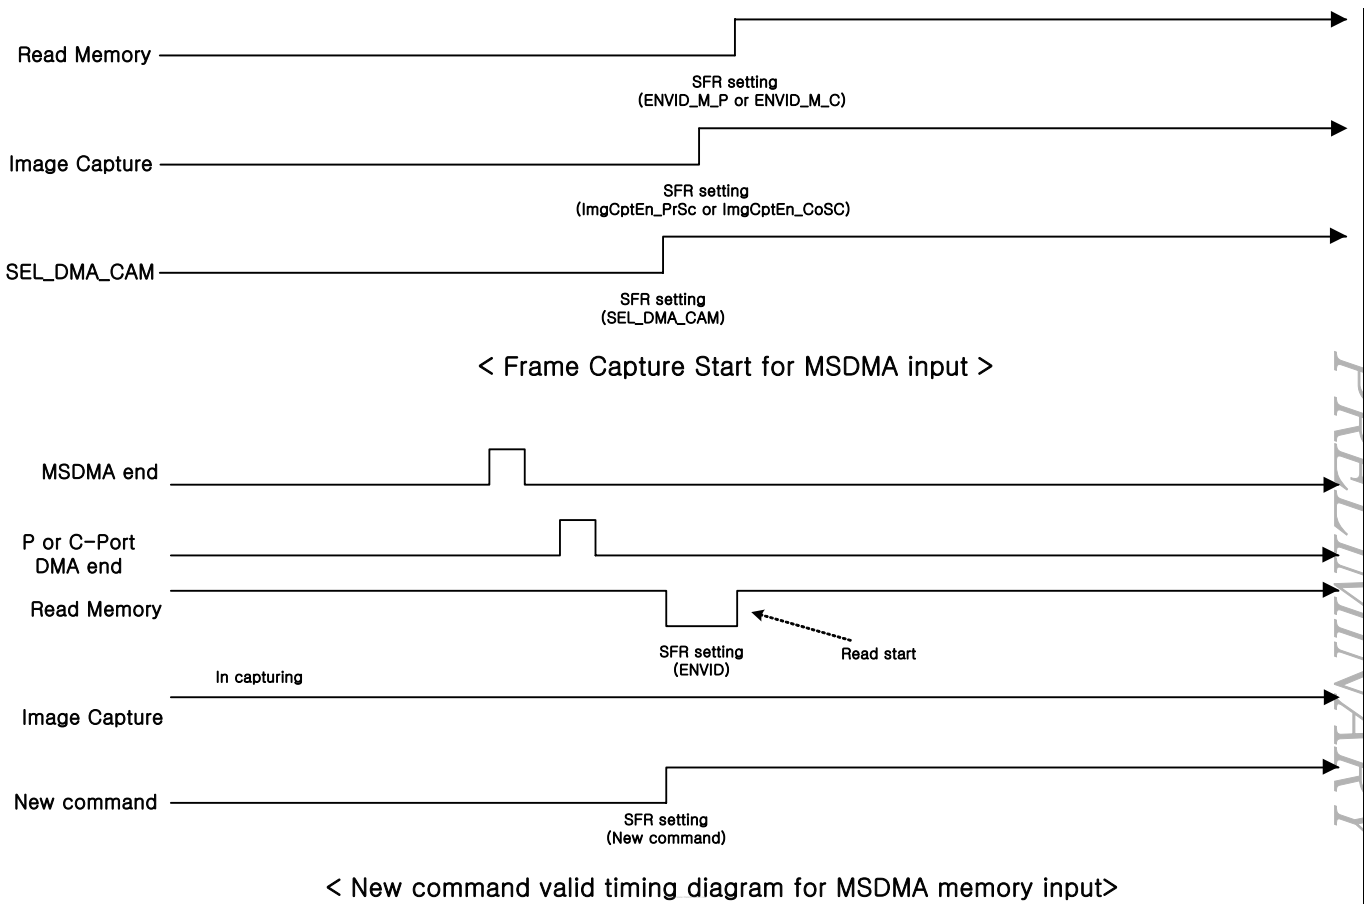 Read Memory
SFR setting
(ENVID_M_P or ENVID_M_C)
Image Capture
SFR setting
(ImgCptEn_PrSc or ImgCptEn_CoSC)
SEL_DMA_CAM
SFR setting
(SEL_DMA_CAM)
< Frame Capture Start for MSDMA input >
MSDMA end
P or C-Port
DMA end
Read Memory
SFR setting
(ENVID)
Read start
In capturing
Image Capture
New command
SFR setting
(New command)
< New command valid timing diagram for MSDMA memory input>
PRELIMINARY